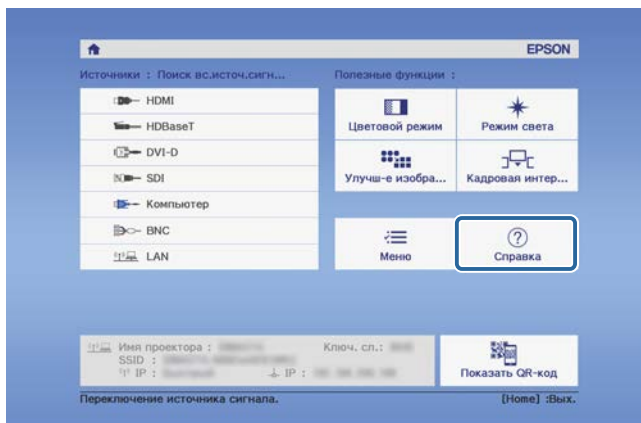 EPSON
Источники : Поиск вс.источ.сигн...
Полезные функции :
HDMI
HDBaseT
DVI-D
SDI
Компьютер
BNC
LAN
Цветовой режим
Режим света
Улучш-е изобра...
Кадровая интер...
Меню
Справка
Имя проектора :
Ключ. сл.:
SSID :
IP :
IP :
Показать QR-код
Переключение источника сигнала.
[Home] :Вых.